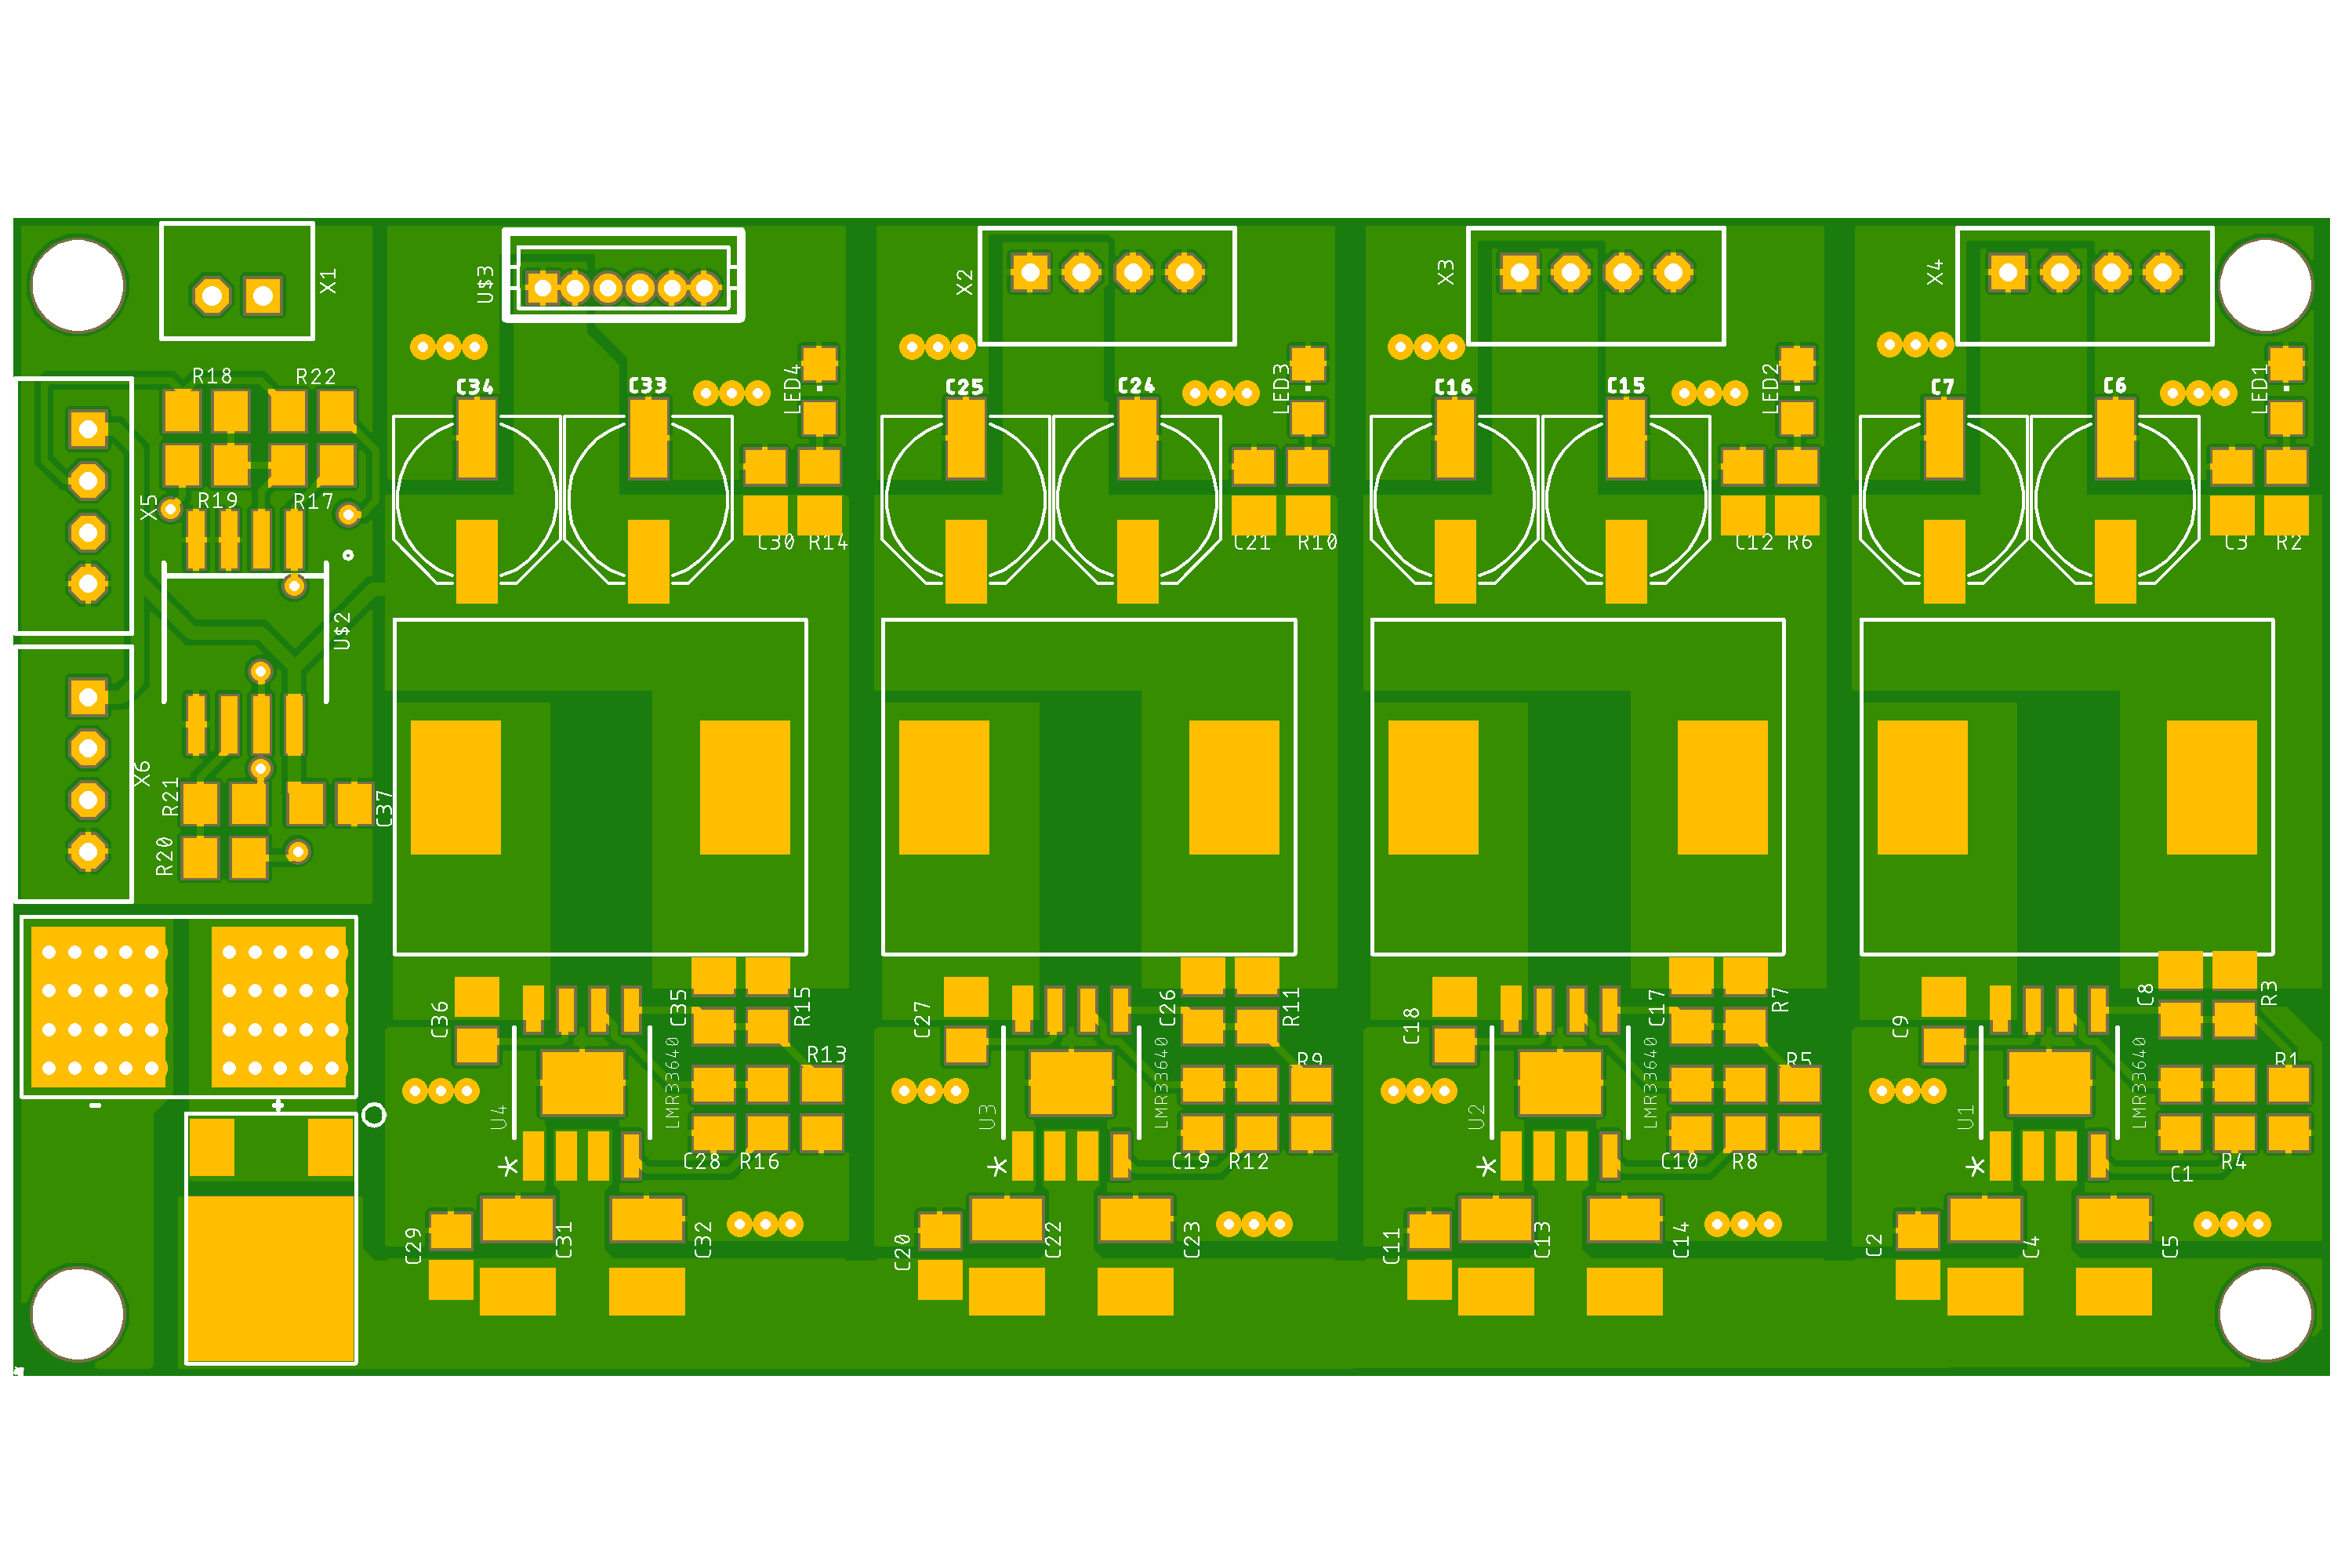 X1
U$3
X2
X3
X4
R18
R22
C34
C33
LED4
C25
C24
LED3
C16
C15
LED2
C7
C6
LED1
X5
R19
R17
C30
R14
C21
R10
C12
R6
C3
R2
U$2
X6
R21
C37
R20
C36
C35
R15
C27
C26
R11
C18
C17
R7
C9
C8
R3
LMR33640
R13
LMR33640
R9
LMR33640
R5
LMR33640
R1
-
+
U4
U3
U2
U1
*
C28
R16
*
C19
R12
*
C10
R8
*
C1
R4
C29
C31
C32
C20
C22
C23
C11
C13
C14
C2
C4
C5